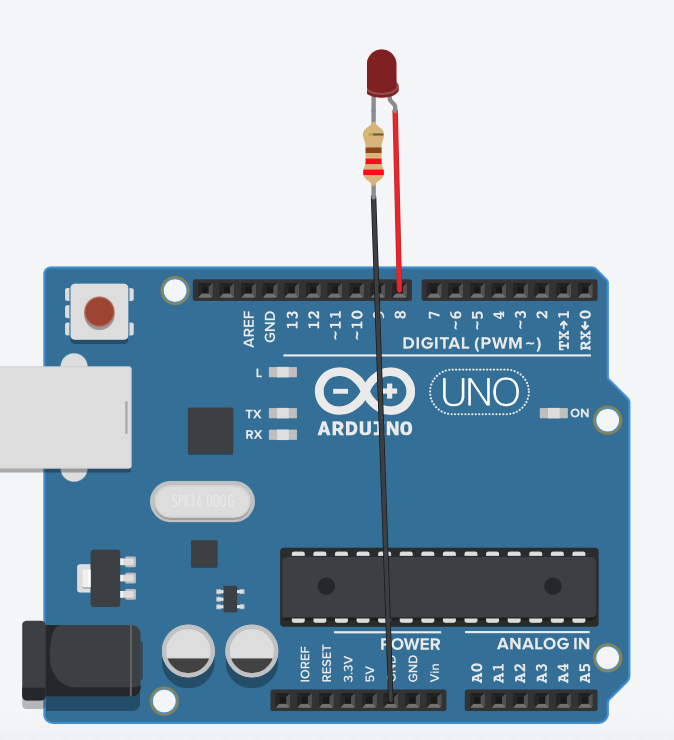 AREF
GND
13
12
~11
~10
9
8
7
~6
~5
4
~3
2
TX→1
RX←0
DIGITAL (PWM~)
L
TX
RX
ARDUINO
UNO
ON
SPK16.000G
POWER
ANALOG IN
IOREF
RESET
3.3V
5V
GND
GND
Vin
A0
A1
A2
A3
A4
A5